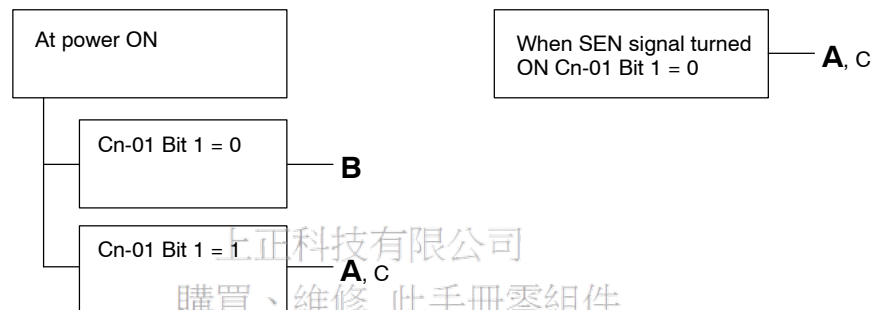 At power ON
When SEN signal turned
ON Cn-01 Bit 1 = 0
A, C
Cn-01 Bit 1 = 0
B
Cn-01 Bit 1 = 1
A, C
上正科技有限公司
購買、維修 此手冊零組件